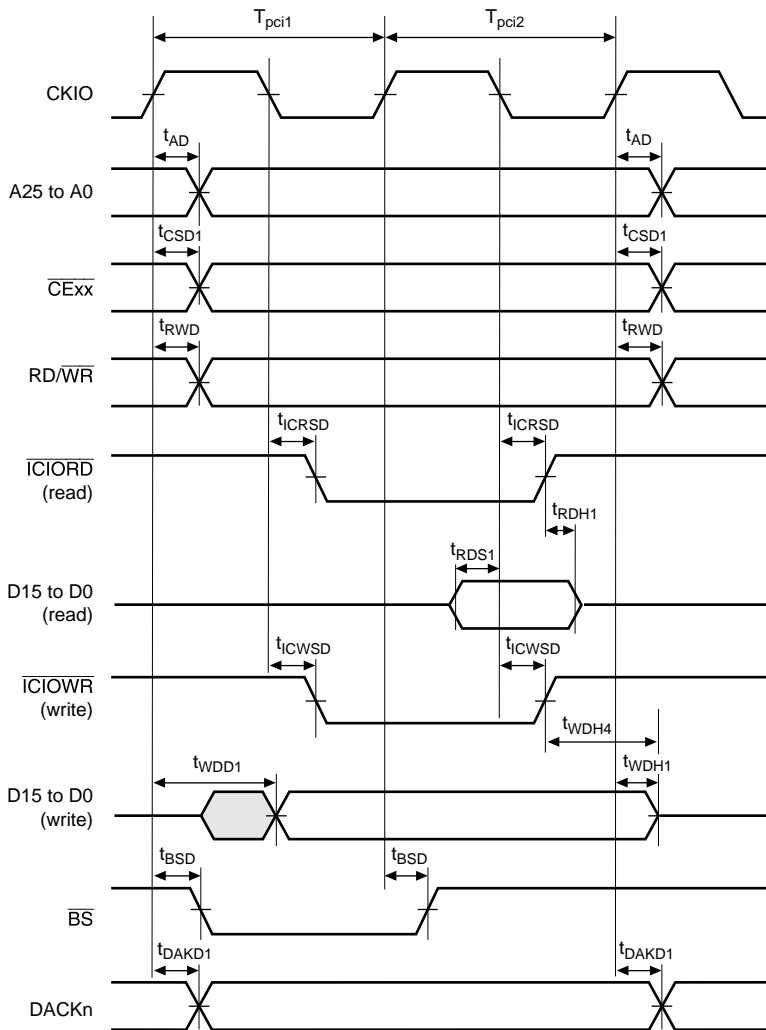 Tpci1 Tpci2
CKIO
tAD tAD
A25 to A0
tCSD1 tCSD1
CExx
tRWD tRWD
RD/WR
tICRSD tICRSD
ICIORD
(read)
tRDH1
tRDS1
D15 to D0
(read)
tICWSD tICWSD
ICIOWR
(write)
tWDH4
tWDD1 tWDH1
D15 to D0
(write)
tBSD tBSD
BS
tDAKD1 tDAKD1
DACKn